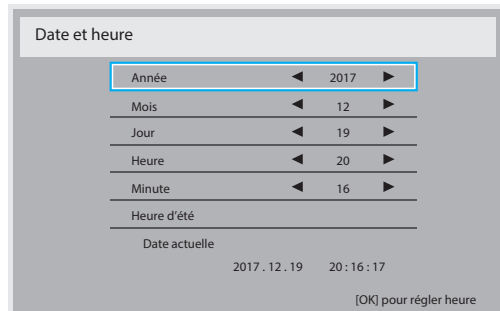 Date et heure
Année ◀ 2017 ▶
Mois ◀ 12 ▶
Jour ◀ 19 ▶
Heure ◀ 20 ▶
Minute ◀ 16 ▶
Heure d'été
Date actuelle
2017 . 12 . 19 20 : 16 : 17
[OK] pour régler heure